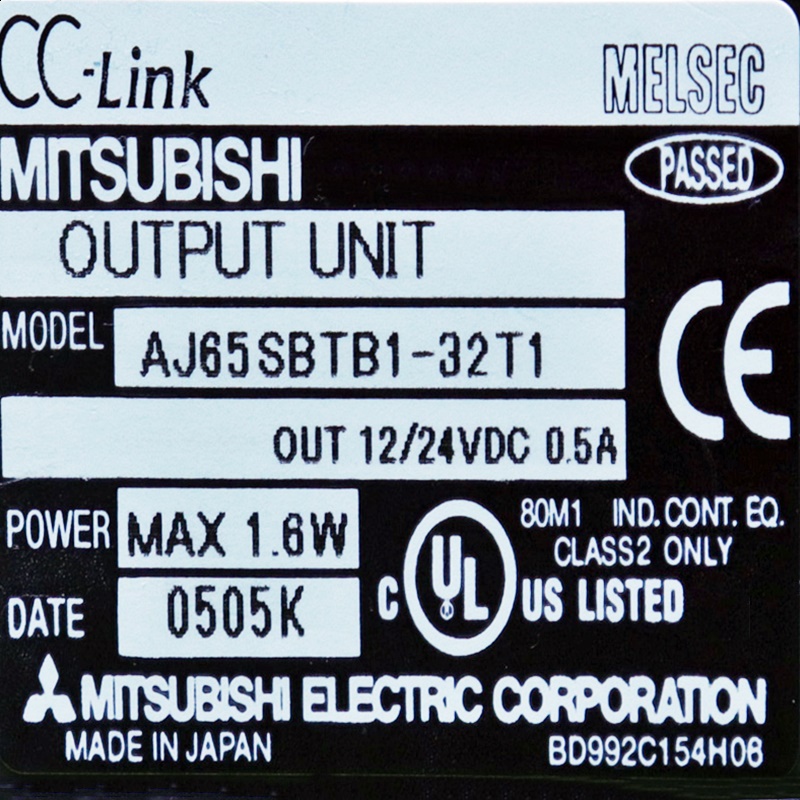 CC-Link MELSEC
MITSUBISHI PASSED
OUTPUT UNIT
MODEL AJ65SBTB1-32T1
CE
OUT 12/24VDC 0.5A
POWER MAX 1.6W
DATE 0505K
C UL US LISTED
80M1 IND. CONT. EQ.
CLASS2 ONLY
MITSUBISHI ELECTRIC CORPORATION
MADE IN JAPAN BD992C154H06